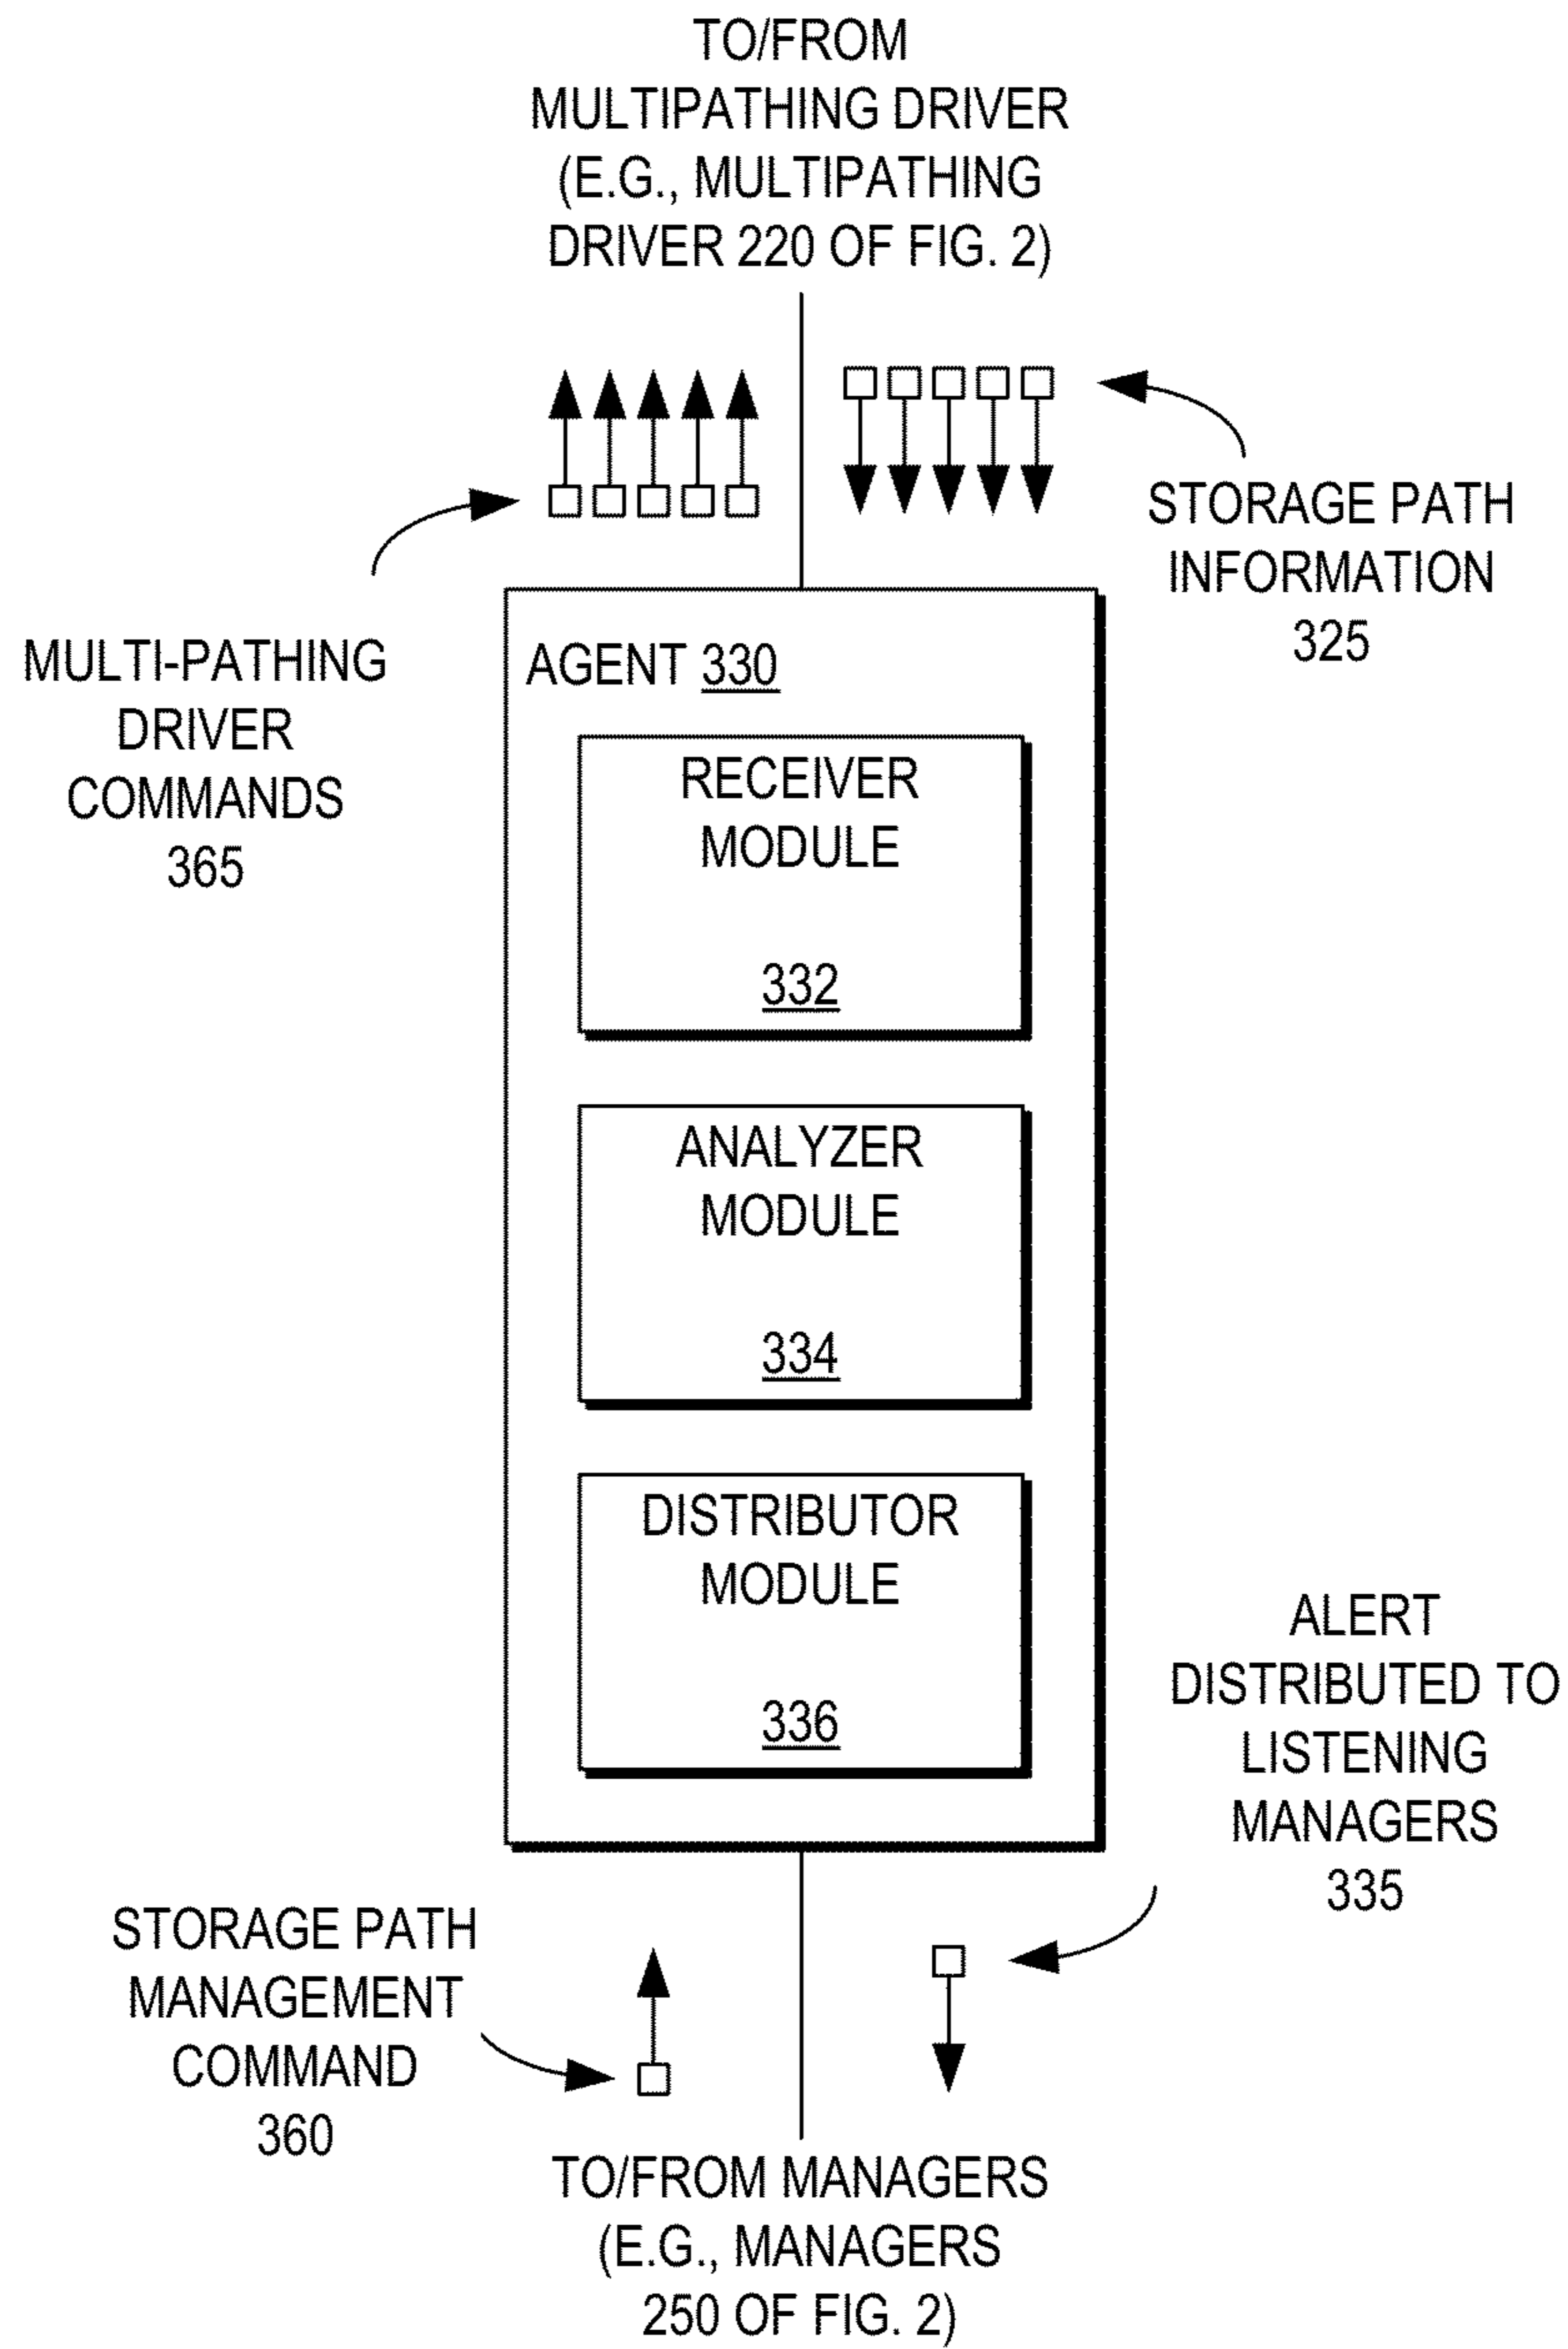 TO/FROM
MULTIPATHING DRIVER
(E.G., MULTIPATHING
DRIVER 220 OF FIG. 2)
STORAGE PATH
INFORMATION
325
MULTI-PATHING
DRIVER
COMMANDS
365
AGENT 330
RECEIVER
MODULE
332
ANALYZER
MODULE
334
DISTRIBUTOR
MODULE
336
ALERT
DISTRIBUTED TO
LISTENING
MANAGERS
335
STORAGE PATH
MANAGEMENT
COMMAND
360
TO/FROM MANAGERS
(E.G., MANAGERS
250 OF FIG. 2)